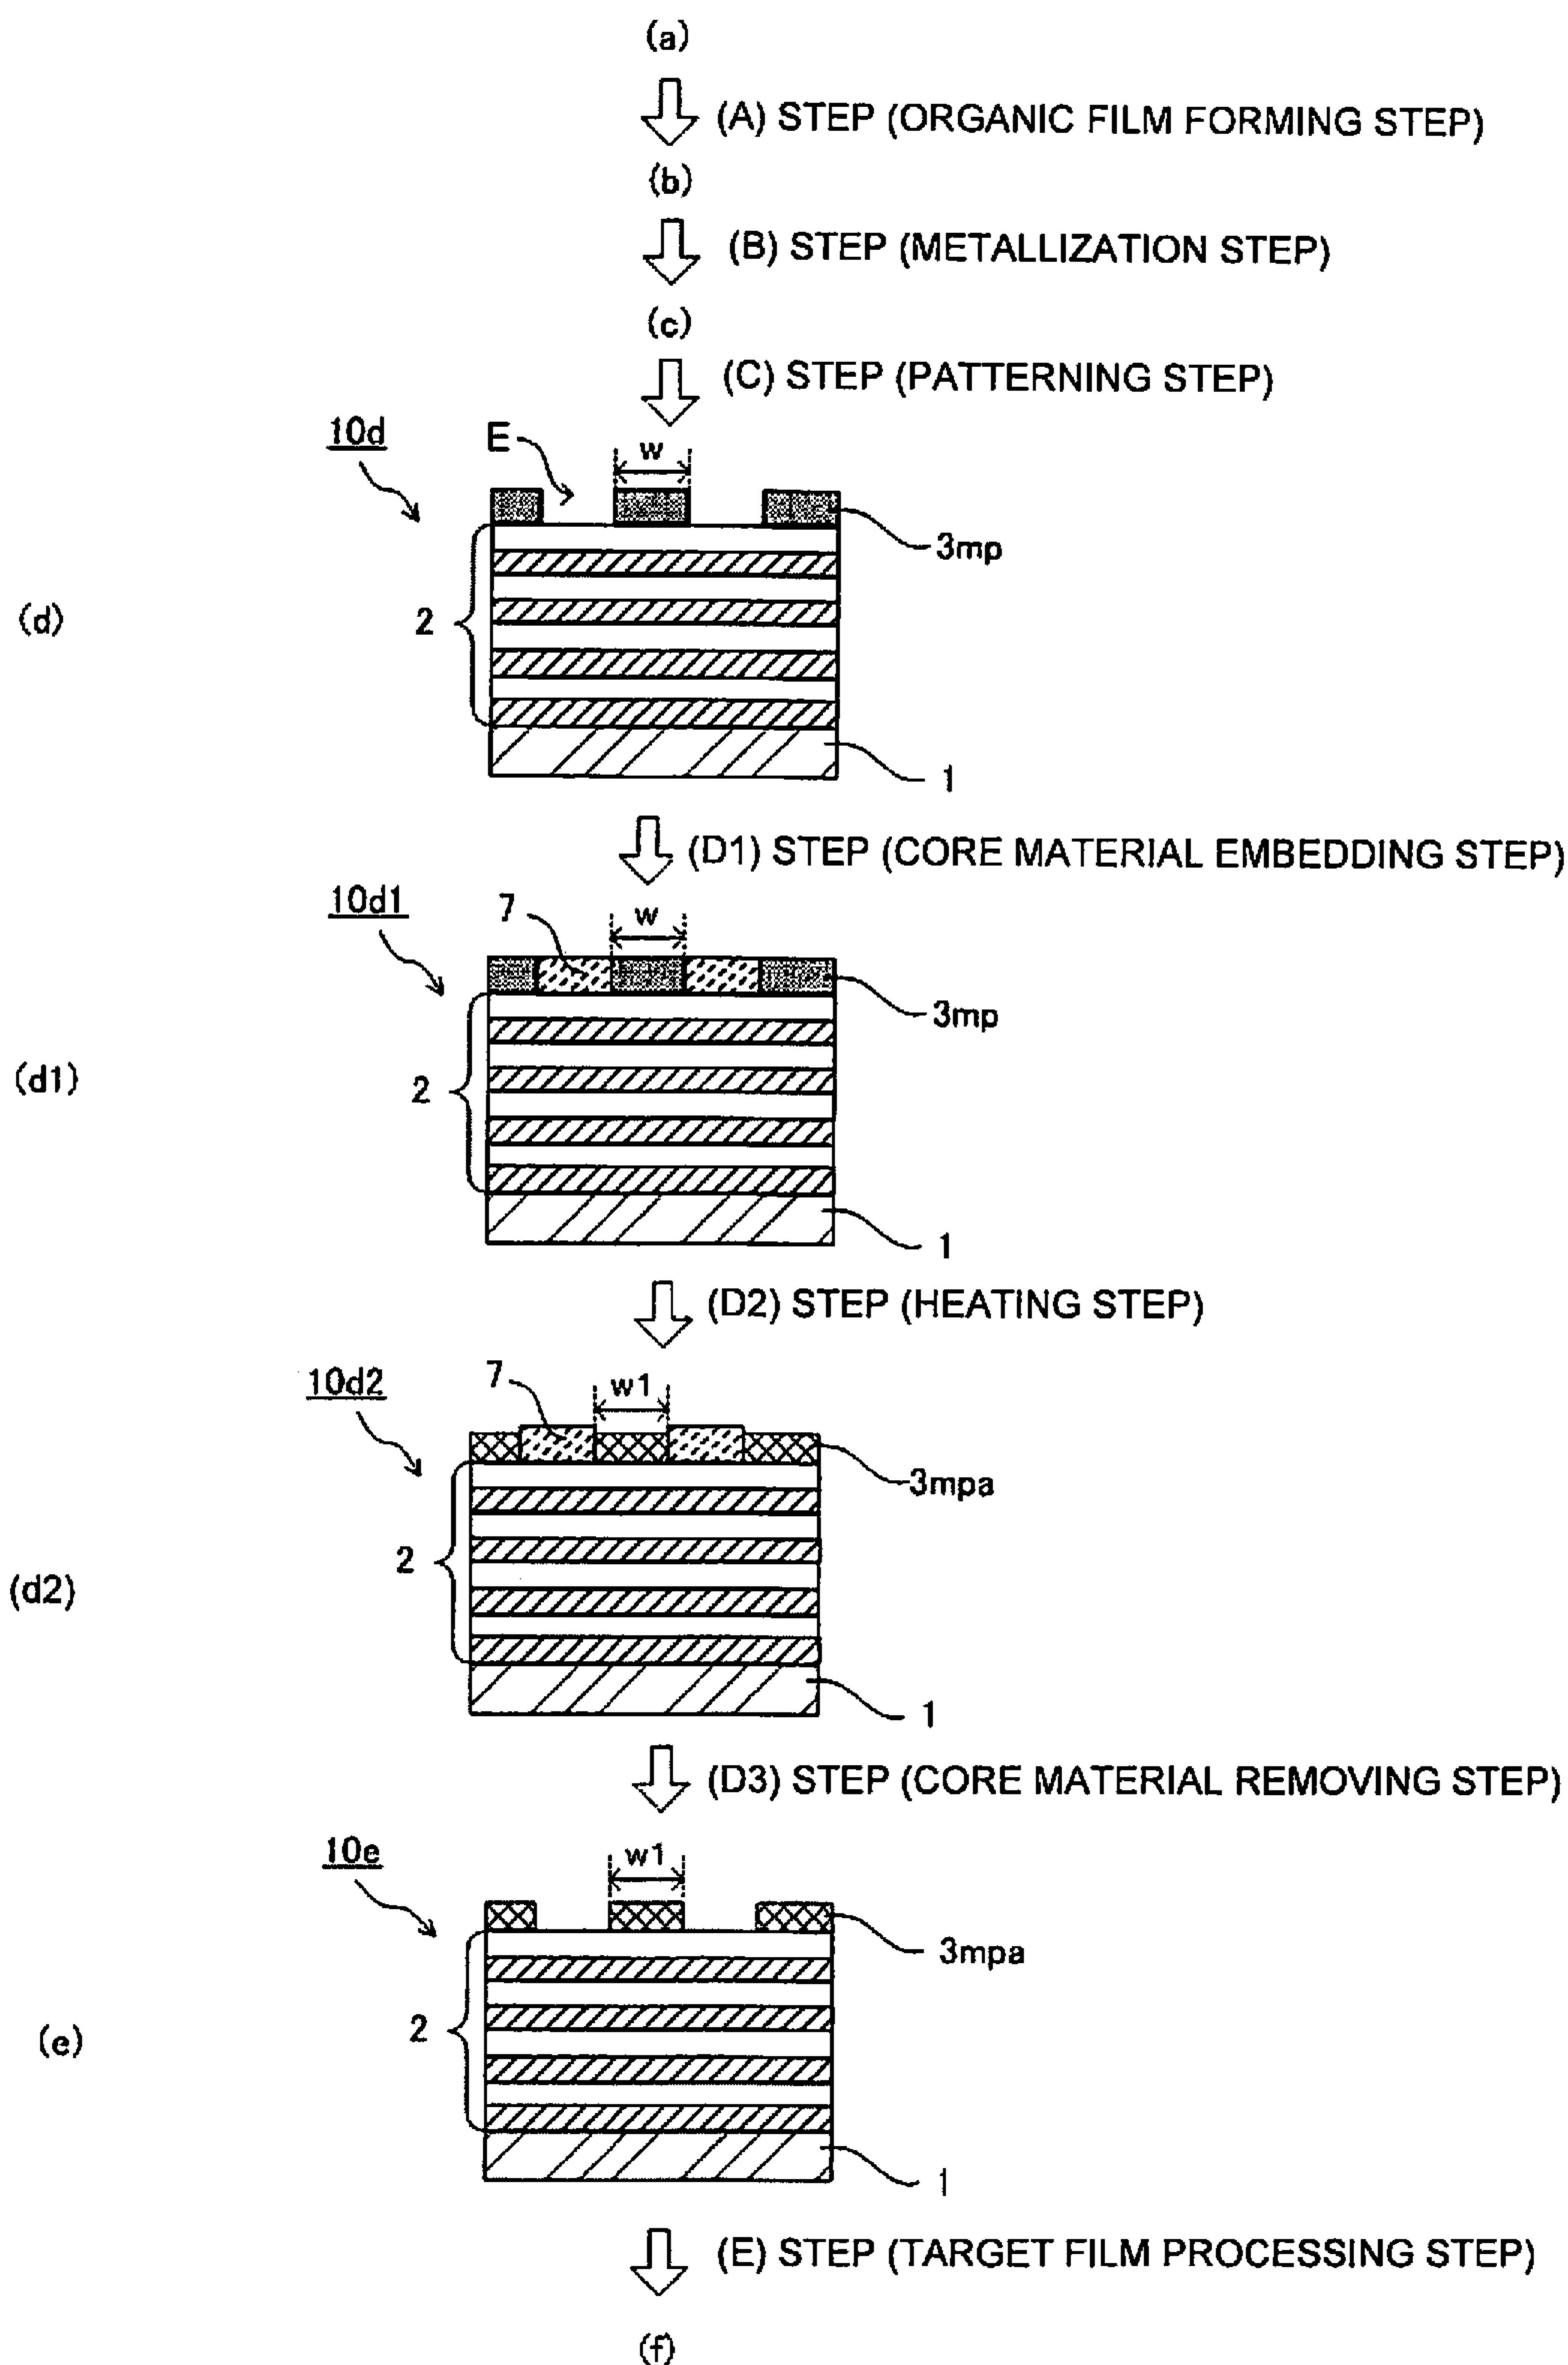 (a)
(A) STEP (ORGANIC FILM FORMING STEP)
(b)
(B) STEP (METALLIZATION STEP)
(c)
(C) STEP (PATTERNING STEP)
10d
E
w
3mp
2
(d)
1
(D1) STEP (CORE MATERIAL EMBEDDING STEP)
10d1
7
w
3mp
(d1)
2
1
(D2) STEP (HEATING STEP)
10d2
7
w1
3mpa
2
(d2)
1
(D3) STEP (CORE MATERIAL REMOVING STEP)
10e
w1
3mpa
2
(e)
1
(E) STEP (TARGET FILM PROCESSING STEP)
(f)